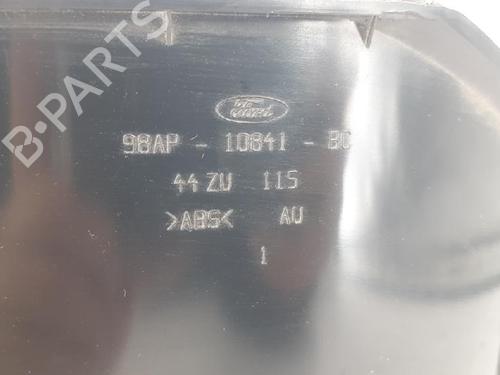 B-PARTS
Ford
98AP - 10841 - BC
44 ZU 115
>ABS< AU
1